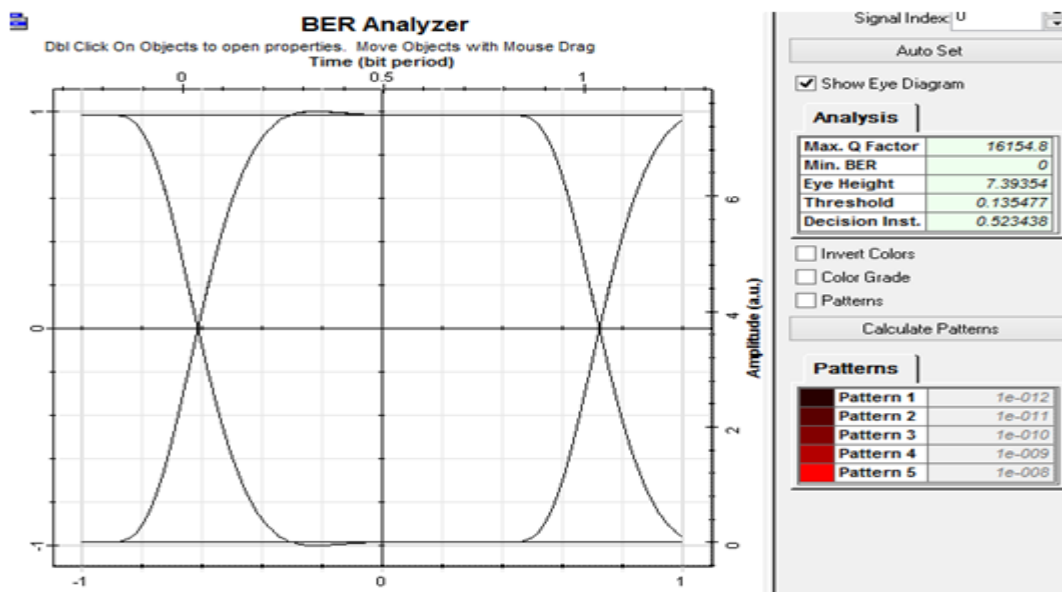 BER Analyzer
Dbl Click On Objects to open properties. Move Objects with Mouse Drag
Time (bit period)
0 0.5 1
1
0
-1
6
4
2
0
Amplitude (a.u.)
-1 0 1
Signal Index: 0
Auto Set
Show Eye Diagram
Analysis
Max. Q Factor 16154.8
Min. BER 0
Eye Height 7.39354
Threshold 0.135477
Decision Inst. 0.523438
Invert Colors
Color Grade
Patterns
Calculate Patterns
Patterns
Pattern 1 1e-012
Pattern 2 1e-011
Pattern 3 1e-010
Pattern 4 1e-009
Pattern 5 1e-008